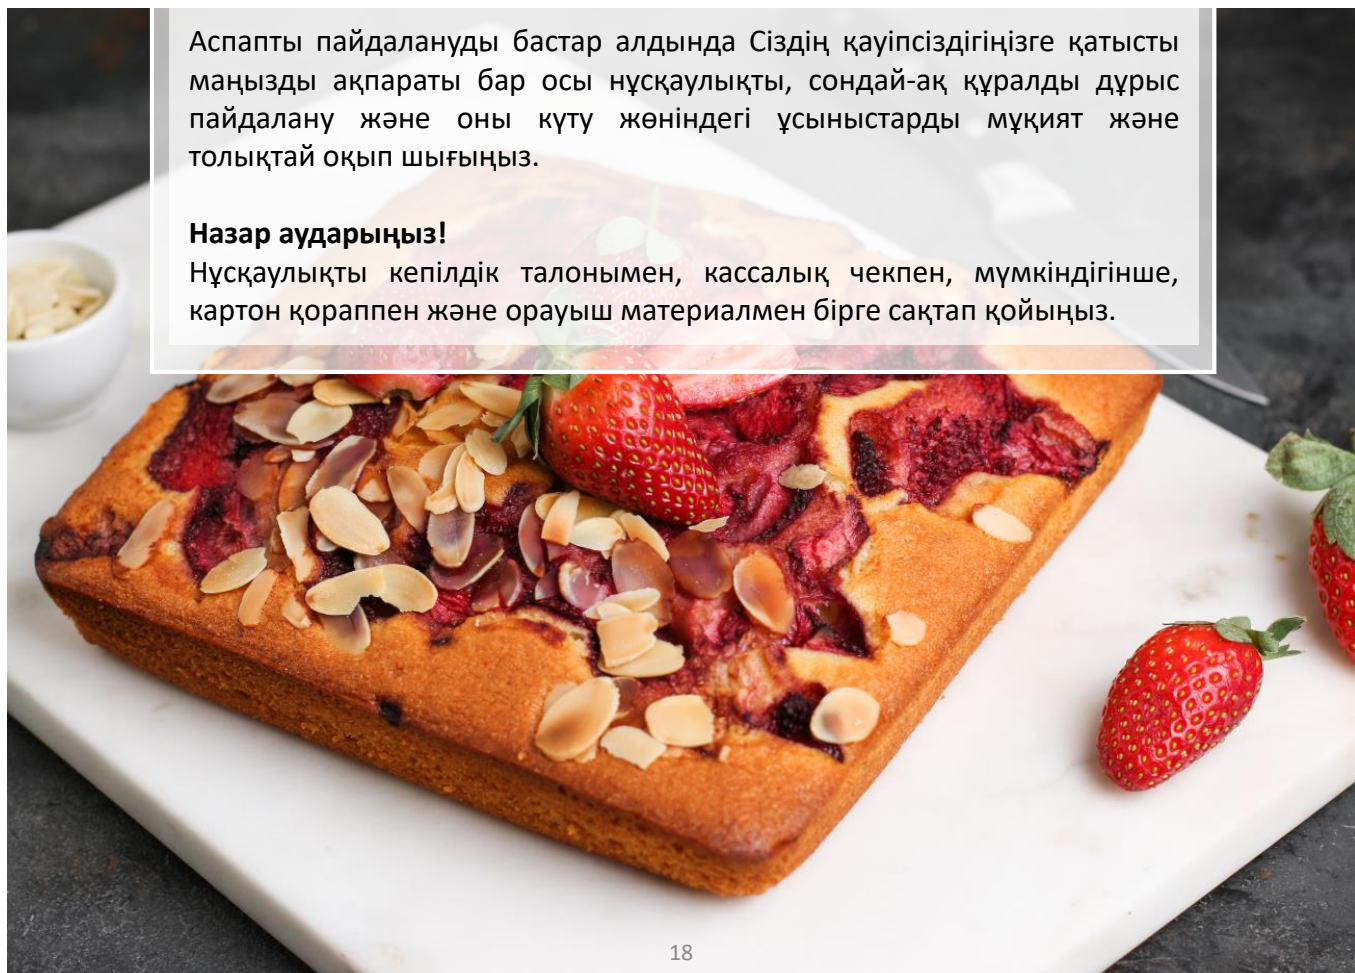 Аспапты пайдалануды бастар алдында Сіздің қауіпсіздігіңізге қатысты
маңызды ақпараты бар осы нұсқаулықты, сондай-ақ құралды дұрыс
пайдалану және оны күту жөніндегі ұсыныстарды мұқият және
толықтай оқып шығыңыз.
Назар аударыңыз!
Нұсқаулықты кепілдік талонымен, кассалық чекпен, мүмкіндігінше,
картон қораппен және орауыш материалмен бірге сақтап қойыңыз.
18